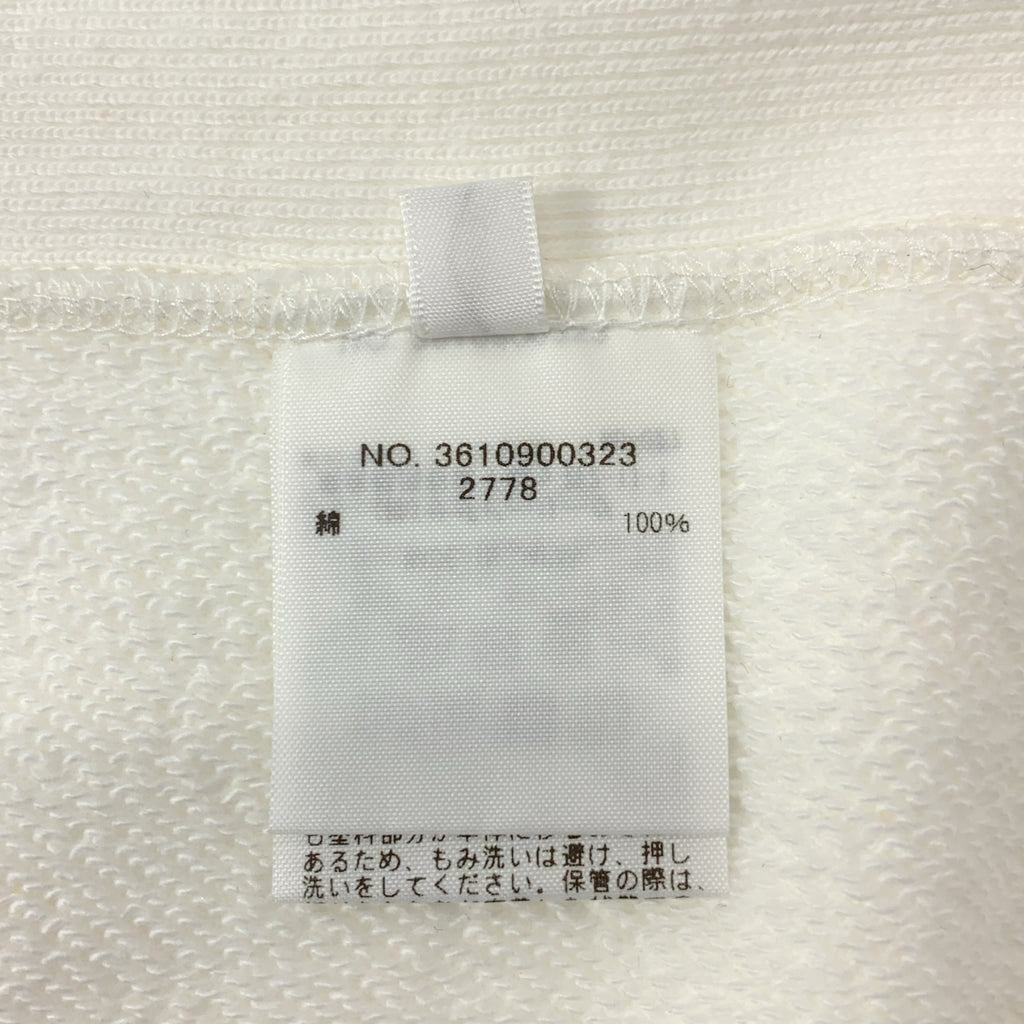 NO. 3610900323
2778
綿 100%
あるため、もみ洗いは避け、押し
洗いをしてください。保管の際は、